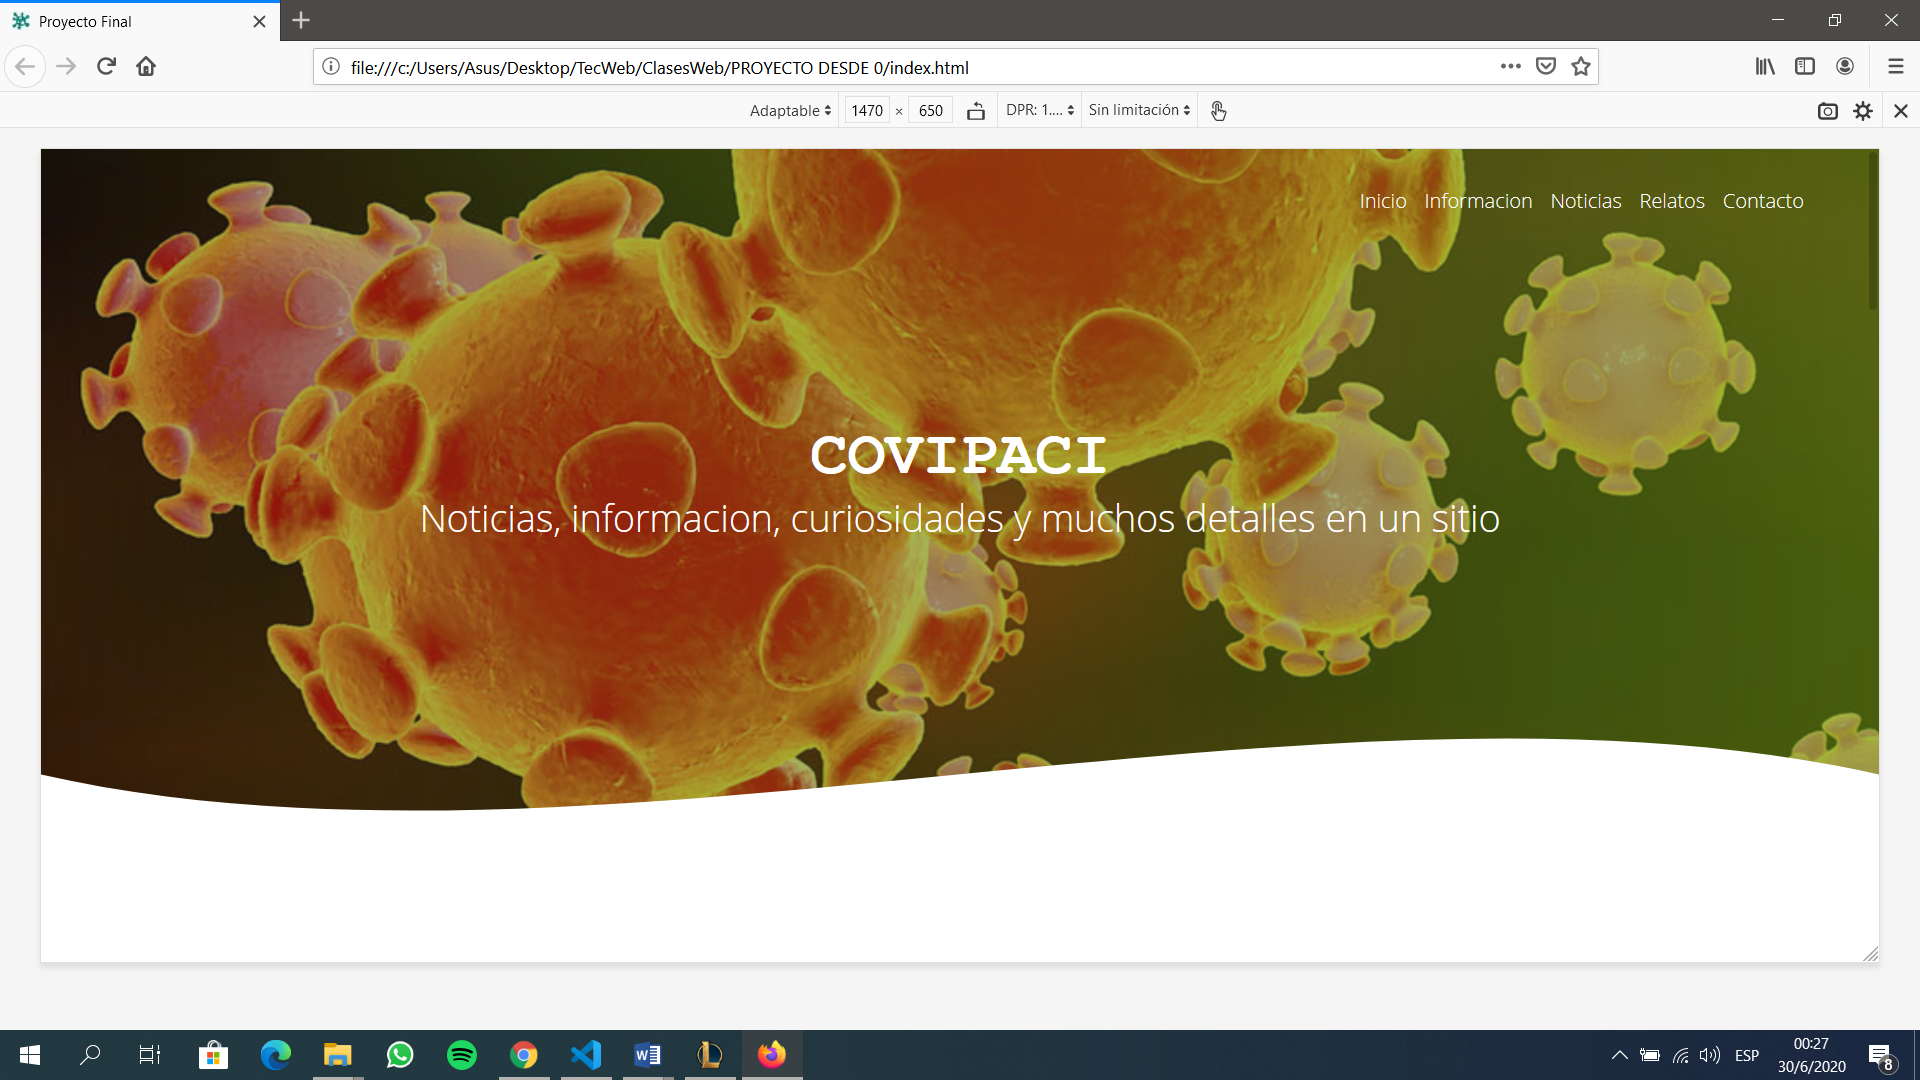 Proyecto Final
file:///c:/Users/Asus/Desktop/TecWeb/ClasesWeb/PROYECTO DESDE 0/index.html
Adaptable 1470 × 650 DPR: 1.... Sin limitación
Inicio Informacion Noticias Relatos Contacto
COVIPACI
Noticias, informacion, curiosidades y muchos detalles en un sitio
ESP
00:27
30/6/2020
8